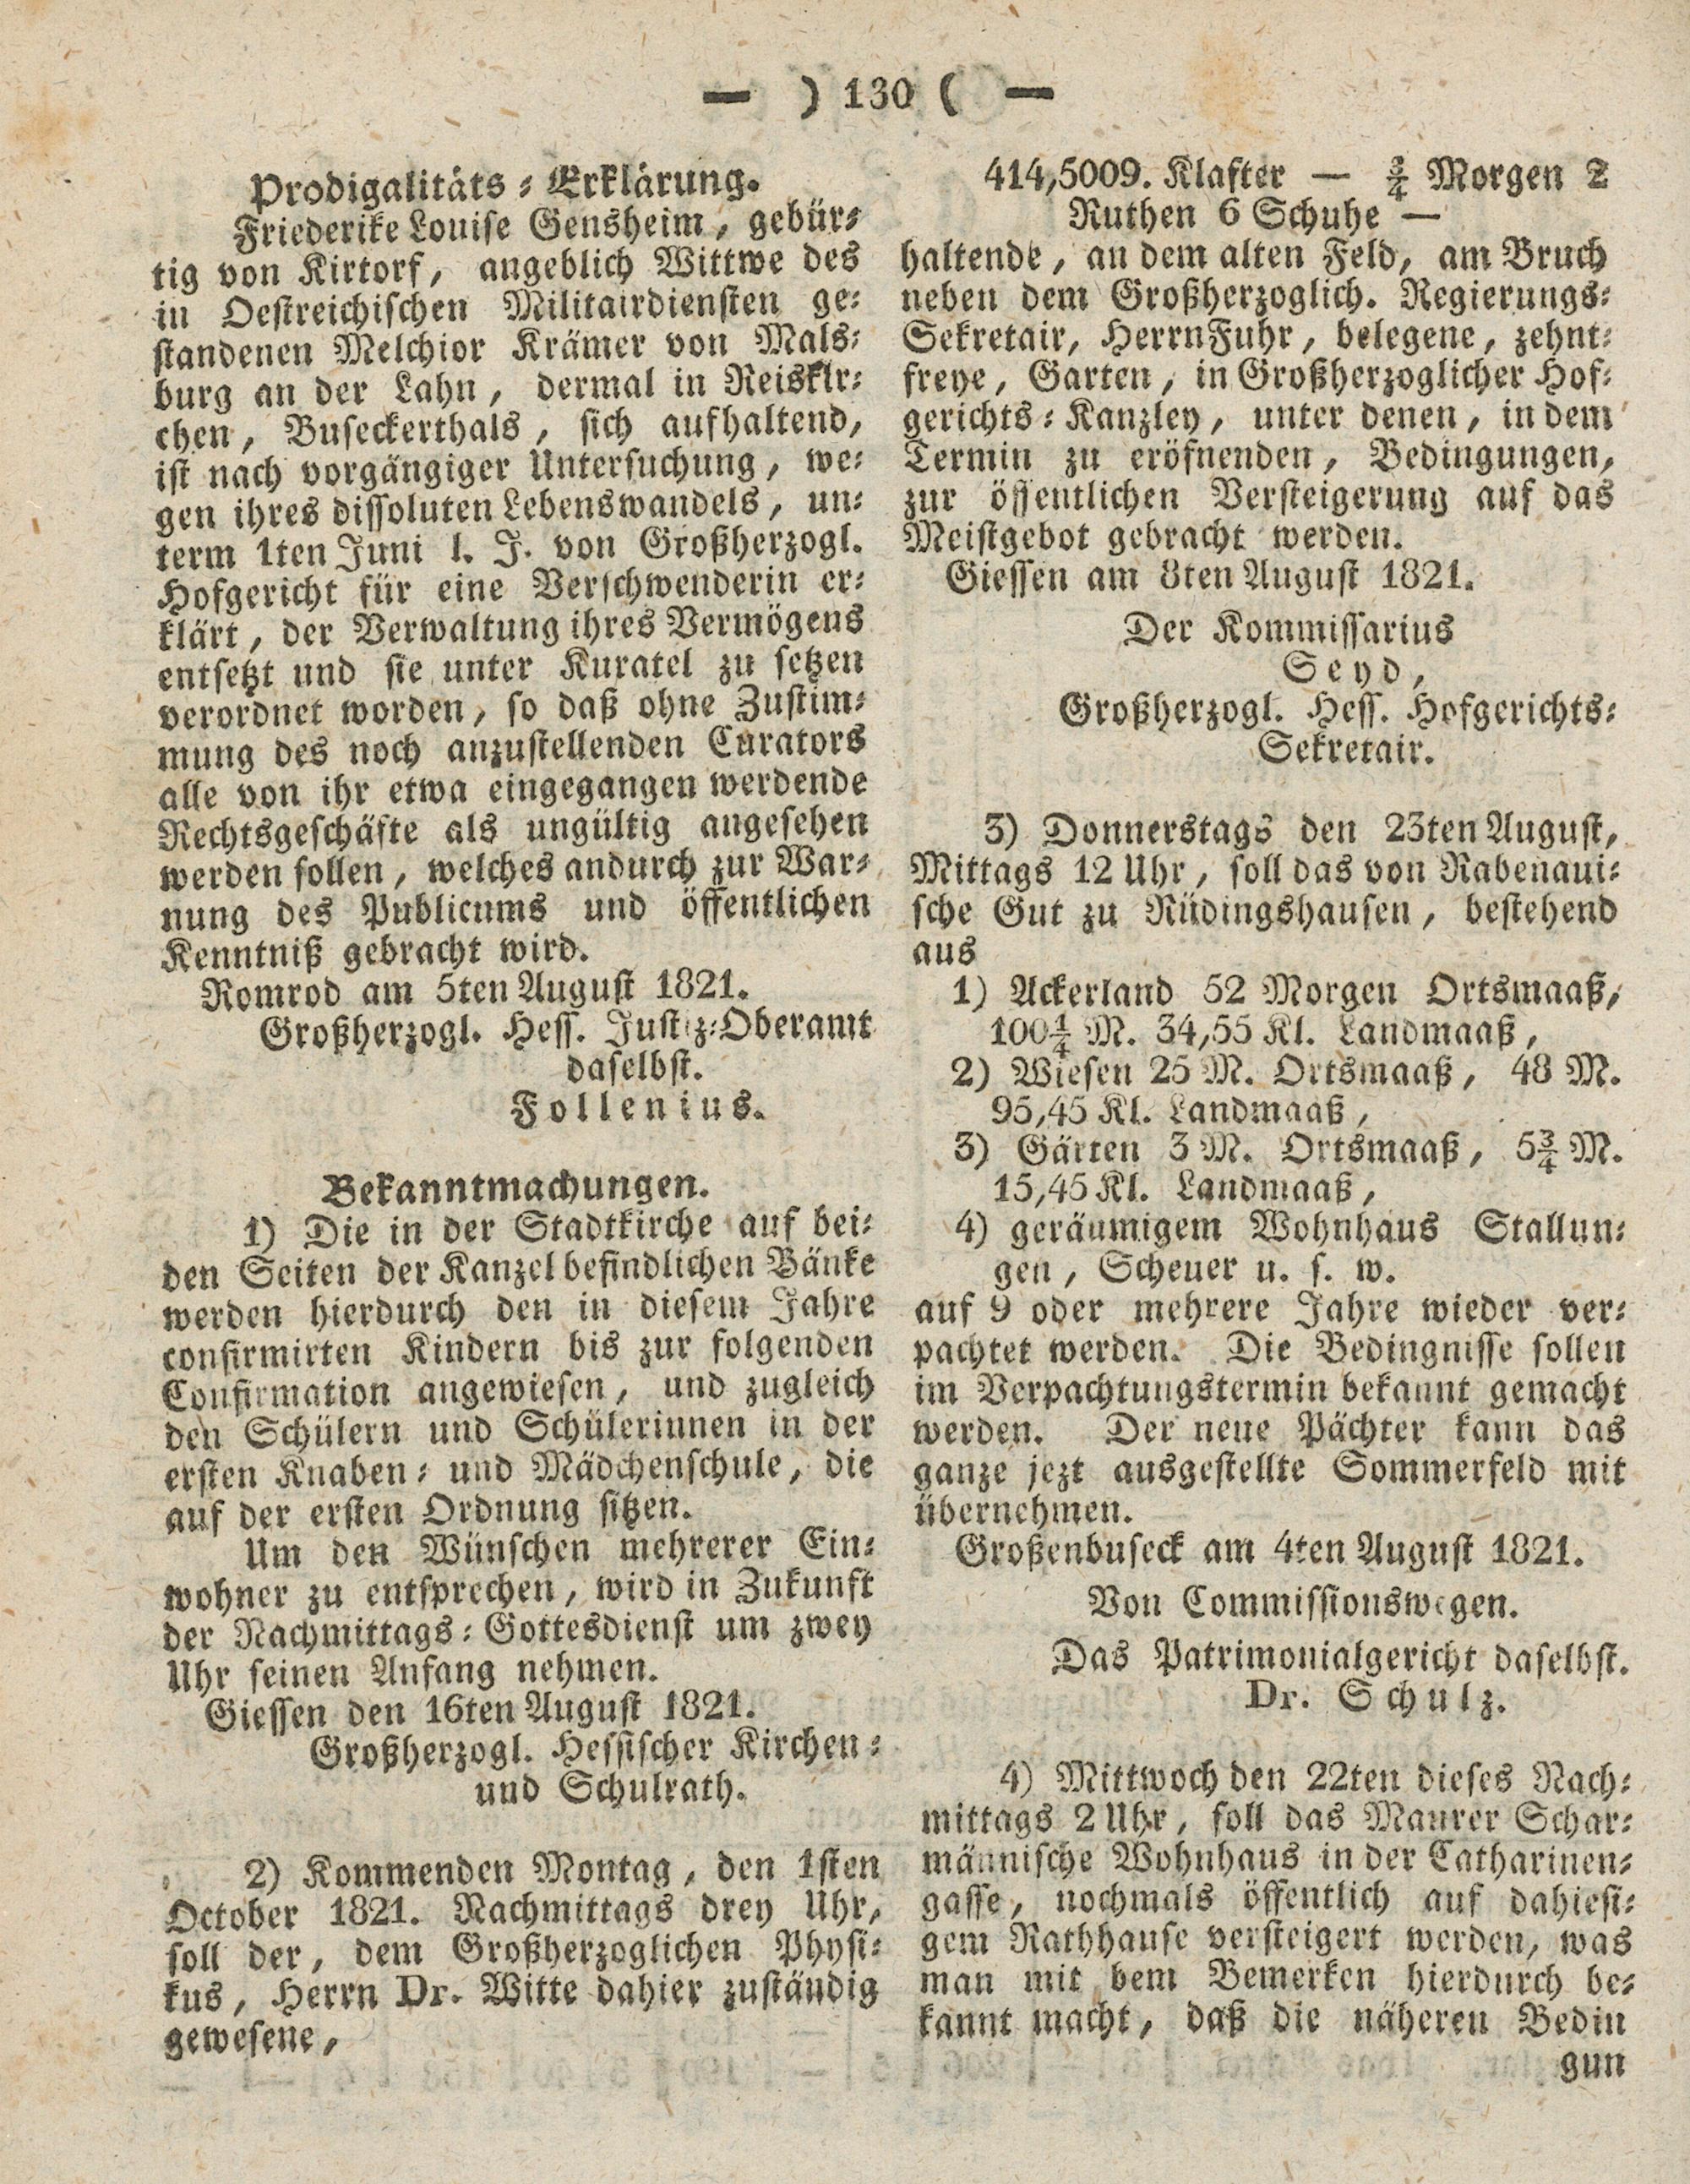 — ) 130 ( —
Prodigalitäts-Erklärung.
Friederike Louise Gensheim, gebür-
tig von Kirtorf, angeblich Wittwe des
in Oestreichischen Militairdiensten ge-
standenen Melchior Krämer von Mals-
burg an der Lahn, dermal in Reiskir-
chen, Buseckerthals, sich aufhaltend,
ist nach vorgängiger Untersuchung, we-
gen ihres dissoluten Lebenswandels, un-
term 1ten Juni l. J. von Großherzogl.
Hofgericht für eine Verschwenderin er-
klärt, der Verwaltung ihres Vermögens
entsetzt und sie unter Kuratel zu setzen
verordnet worden, so daß ohne Zustim-
mung des noch anzustellenden Curators
alle von ihr etwa eingegangen werdende
Rechtsgeschäfte als ungültig angesehen
werden sollen, welches andurch zur War-
nung des Publicums und öffentlichen
Kenntniß gebracht wird.
Romrod am 5ten August 1821.
Großherzogl. Hess. Justiz-Oberamt
daselbst.
Follenius.
Bekanntmachungen.
1) Die in der Stadtkirche auf bei-
den Seiten der Kanzel befindlichen Bänke
werden hierdurch den in diesem Jahre
confirmirten Kindern bis zur folgenden
Confirmation angewiesen, und zugleich
den Schülern und Schülerinnen in der
ersten Knaben- und Mädchenschule, die
auf der ersten Ordnung sitzen.
Um den Wünschen mehrerer Ein-
wohner zu entsprechen, wird in Zukunft
der Nachmittags-Gottesdienst um zwey
Uhr seinen Anfang nehmen.
Giessen den 16ten August 1821.
Großherzogl. Hessischer Kirchen-
und Schulrath.
2) Kommenden Montag, den 1sten
October 1821. Nachmittags drey Uhr,
soll der, dem Großherzoglichen Physi-
kus, Herrn Dr. Witte dahier zuständig
gewesene,
414,5009. Klafter — ¾ Morgen 2
Ruthen 6 Schuhe —
haltende, an dem alten Feld, am Bruch
neben dem Großherzoglich. Regierungs-
Sekretair, Herrn Fuhr, belegene, zehnt-
freye, Garten, in Großherzoglicher Hof-
gerichts-Kanzley, unter denen, in dem
Termin zu eröfnenden, Bedingungen,
zur öffentlichen Versteigerung auf das
Meistgebot gebracht werden.
Giessen am 8ten August 1821.
Der Kommissarius
Seyd,
Großherzogl. Hess. Hofgerichts-
Sekretair.
3) Donnerstags den 23ten August,
Mittags 12 Uhr, soll das von Rabenaui-
sche Gut zu Rüdingshausen, bestehend
aus
1) Ackerland 52 Morgen Ortsmaaß,
100¼ M. 34,55 Kl. Landmaaß,
2) Wiesen 25 M. Ortsmaaß, 48 M.
95,45 Kl. Landmaaß,
3) Gärten 3 M. Ortsmaaß, 5¾ M.
15,45 Kl. Landmaaß,
4) geräumigem Wohnhaus Stallun-
gen, Scheuer u. s. w.
auf 9 oder mehrere Jahre wieder ver-
pachtet werden. Die Bedingnisse sollen
im Verpachtungstermin bekannt gemacht
werden. Der neue Pächter kann das
ganze jezt ausgestellte Sommerfeld mit
übernehmen.
Großenbuseck am 4ten August 1821.
Von Commissionswegen.
Das Patrimonialgericht daselbst.
Dr. Schulz.
4) Mittwoch den 22ten dieses Nach-
mittags 2 Uhr, soll das Maurer Schar-
männische Wohnhaus in der Catharinen-
gasse, nochmals öffentlich auf dahiesi-
gem Rathhause versteigert werden, was
man mit dem Bemerken hierdurch be-
kannt macht, daß die näheren Bedin
gun